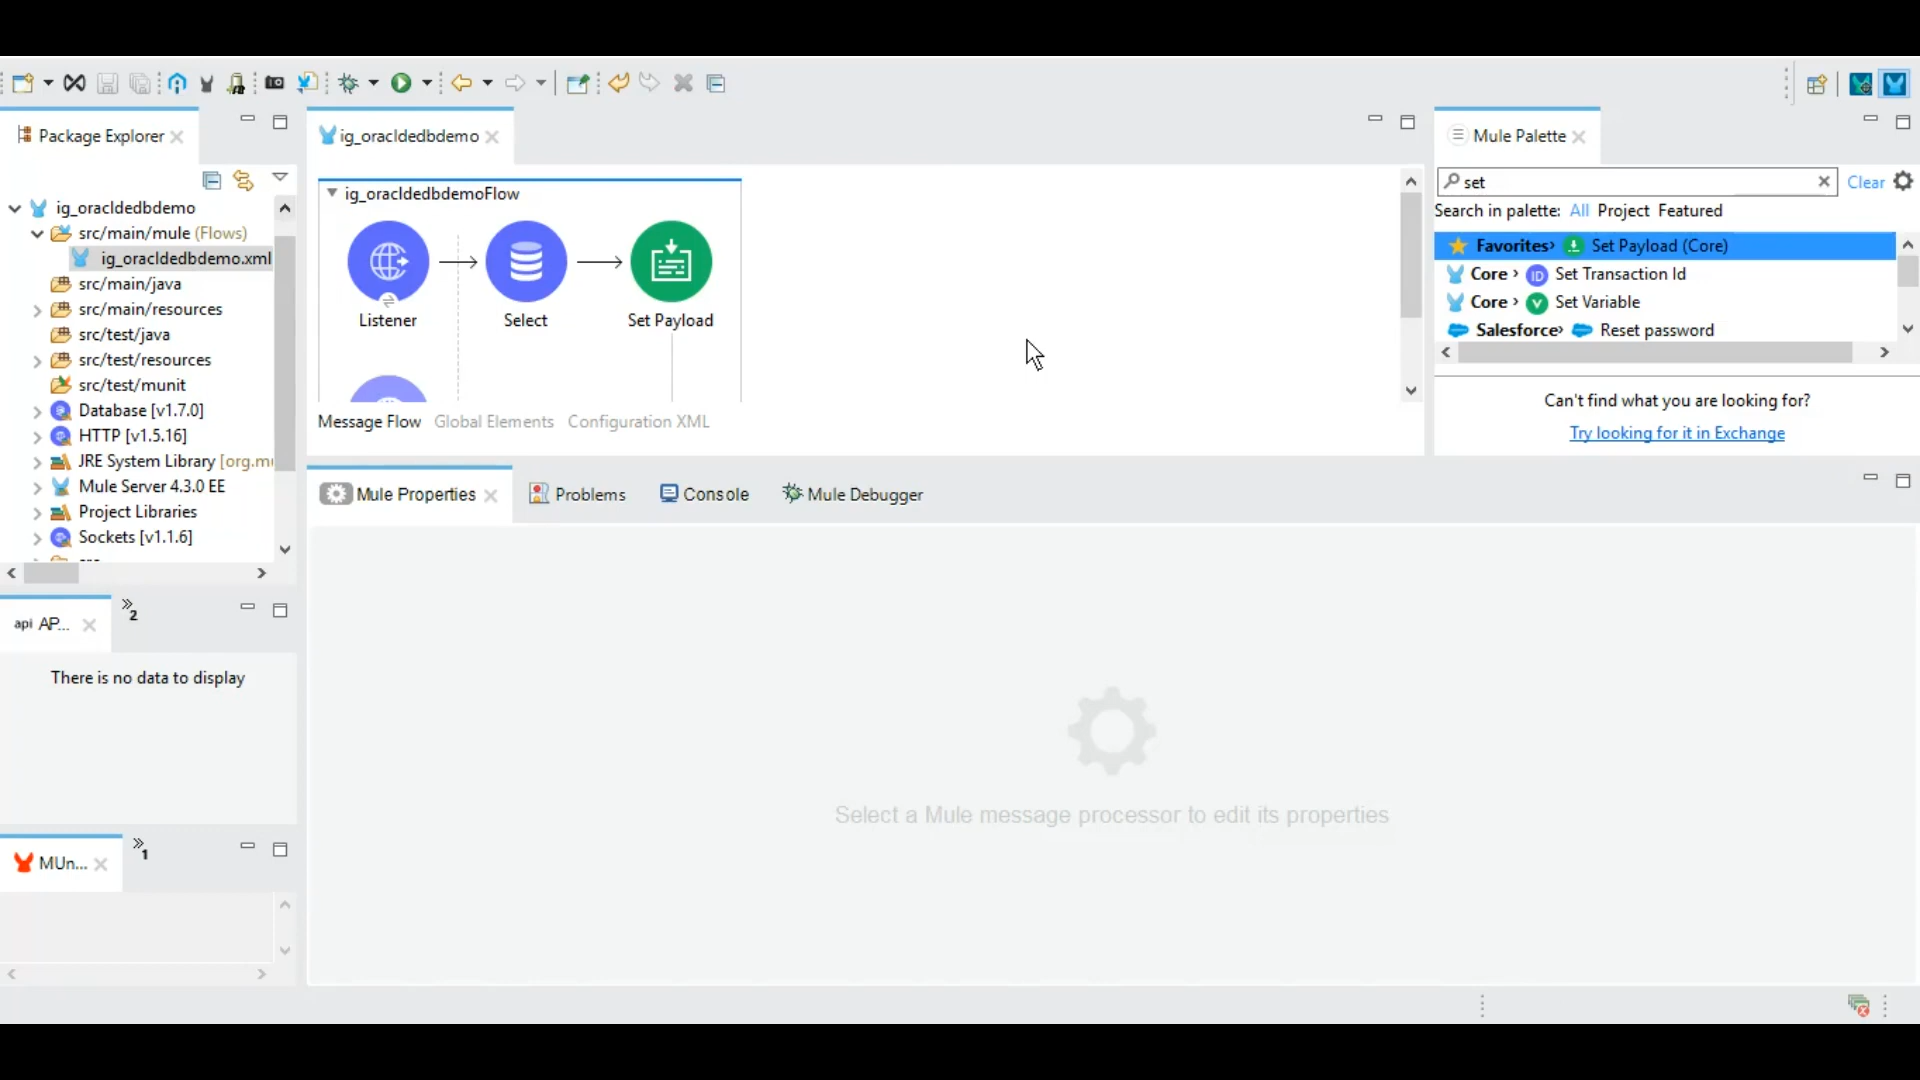 Package Explorer
ig_oracldedbdemo
src/main/mule (Flows)
ig_oracldedbdemo.xml
src/main/java
src/main/resources
src/test/java
src/test/resources
src/test/munit
Database [v1.7.0]
HTTP [v1.5.16]
JRE System Library [org.mu
Mule Server 4.3.0 EE
Project Libraries
Sockets [v1.1.6]
api AP...
2
There is no data to display
MUn...
1
ig_oracldedbdemo
ig_oracldedbdemoFlow
Listener
Select
Set Payload
Message Flow Global Elements Configuration XML
Mule Properties
Problems
Console
Mule Debugger
Select a Mule message processor to edit its properties
Mule Palette
set
Clear
Search in palette: All Project Featured
Favorites› Set Payload (Core)
Core › ID Set Transaction Id
Core › V Set Variable
Salesforce› Reset password
Can't find what you are looking for?
Try looking for it in Exchange